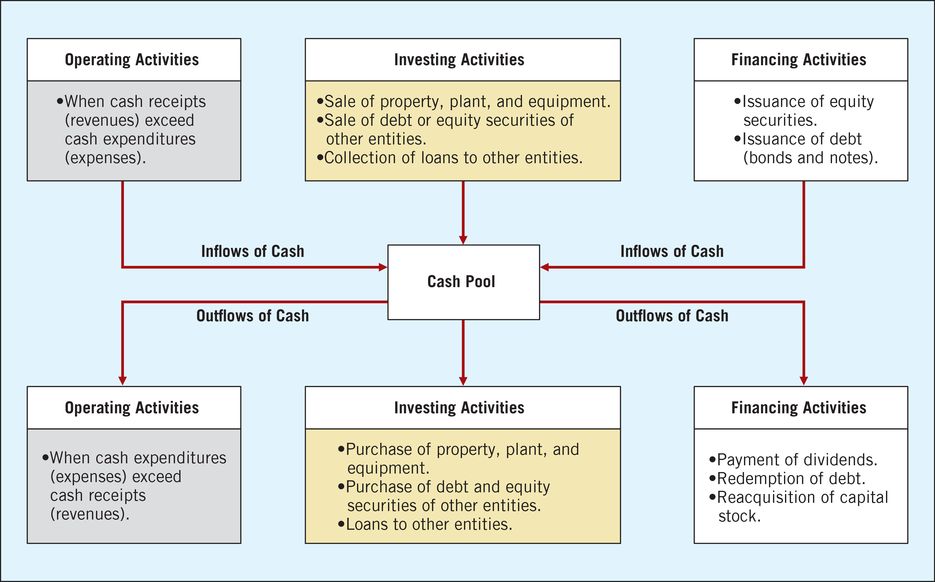 Operating Activities
•When cash receipts
(revenues) exceed
cash expenditures
(expenses).
Investing Activities
•Sale of property, plant, and equipment.
•Sale of debt or equity securities of
other entities.
•Collection of loans to other entities.
Financing Activities
•Issuance of equity
securities.
•Issuance of debt
(bonds and notes).
Inflows of Cash
Inflows of Cash
Cash Pool
Outflows of Cash
Outflows of Cash
Operating Activities
•When cash expenditures
(expenses) exceed
cash receipts
(revenues).
Investing Activities
•Purchase of property, plant, and
equipment.
•Purchase of debt and equity
securities of other entities.
•Loans to other entities.
Financing Activities
•Payment of dividends.
•Redemption of debt.
•Reacquisition of capital
stock.